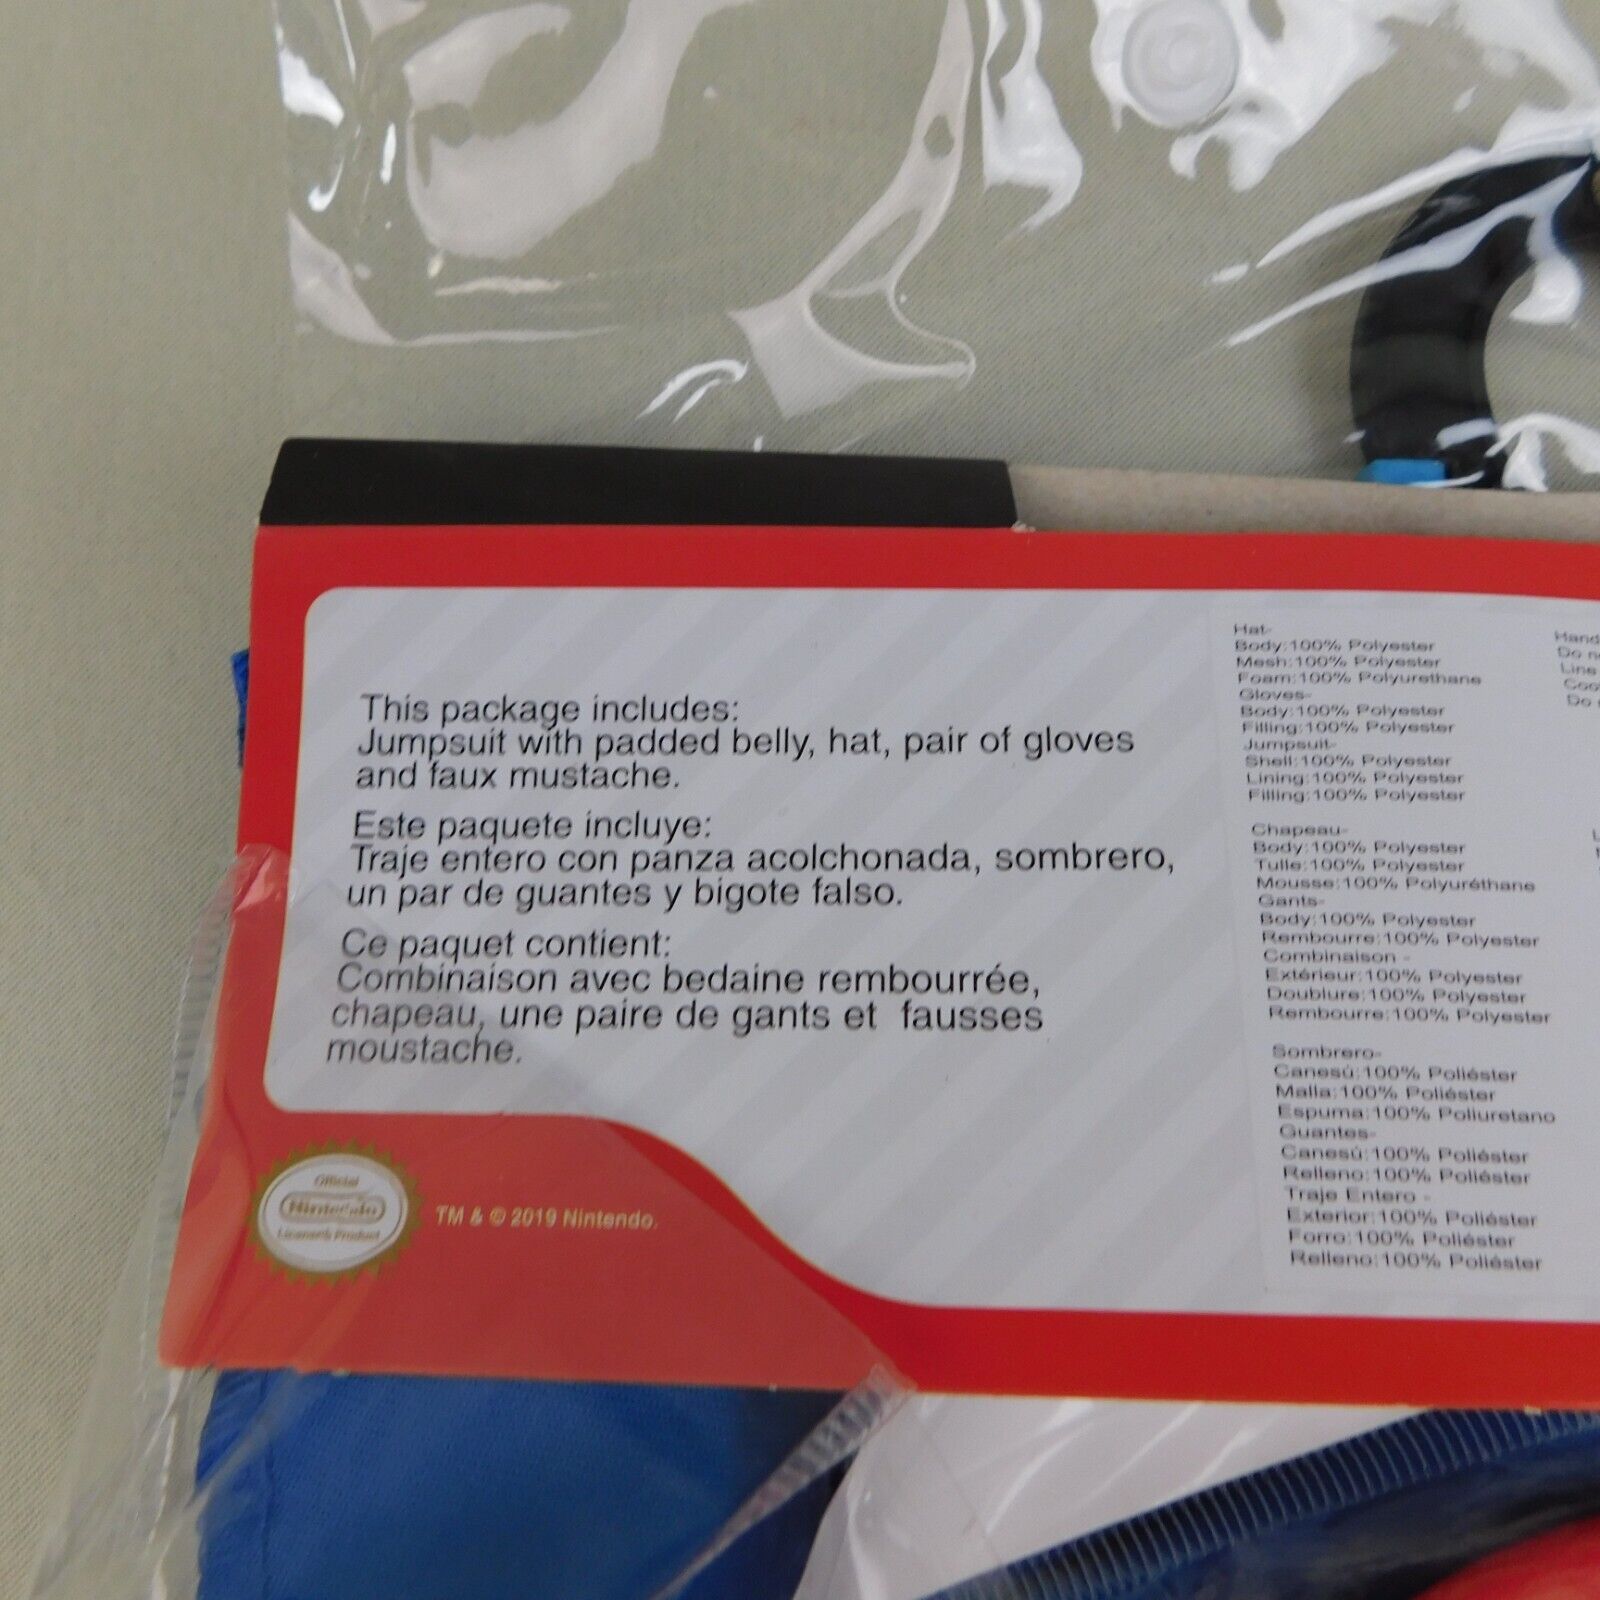 This package includes:
Jumpsuit with padded belly, hat, pair of gloves
and faux mustache.
Este paquete incluye:
Traje entero con panza acolchonada, sombrero,
un par de guantes y bigote falso.
Ce paquet contient:
Combinaison avec bedaine rembourrée,
chapeau, une paire de gants et fausses
moustache.
Official
Nintendo
Licensed Product
TM & © 2019 Nintendo.
Hat-
Body:100% Polyester
Mesh:100% Polyester
Foam:100% Polyurethane
Gloves-
Body:100% Polyester
Filling:100% Polyester
Jumpsuit-
Shell:100% Polyester
Lining:100% Polyester
Filling:100% Polyester
Chapeau-
Body:100% Polyester
Tulle:100% Polyester
Mousse:100% Polyuréthane
Gants-
Body:100% Polyester
Rembourre:100% Polyester
Combinaison -
Extérieur:100% Polyester
Doublure:100% Polyester
Rembourre:100% Polyester
Sombrero-
Canesú:100% Poliéster
Malla:100% Poliéster
Espuma:100% Poliuretano
Guantes-
Canesú:100% Poliéster
Relleno:100% Poliéster
Traje Entero -
Exterior:100% Poliéster
Forro:100% Poliéster
Relleno:100% Poliéster
Hand
Do
Line
Do